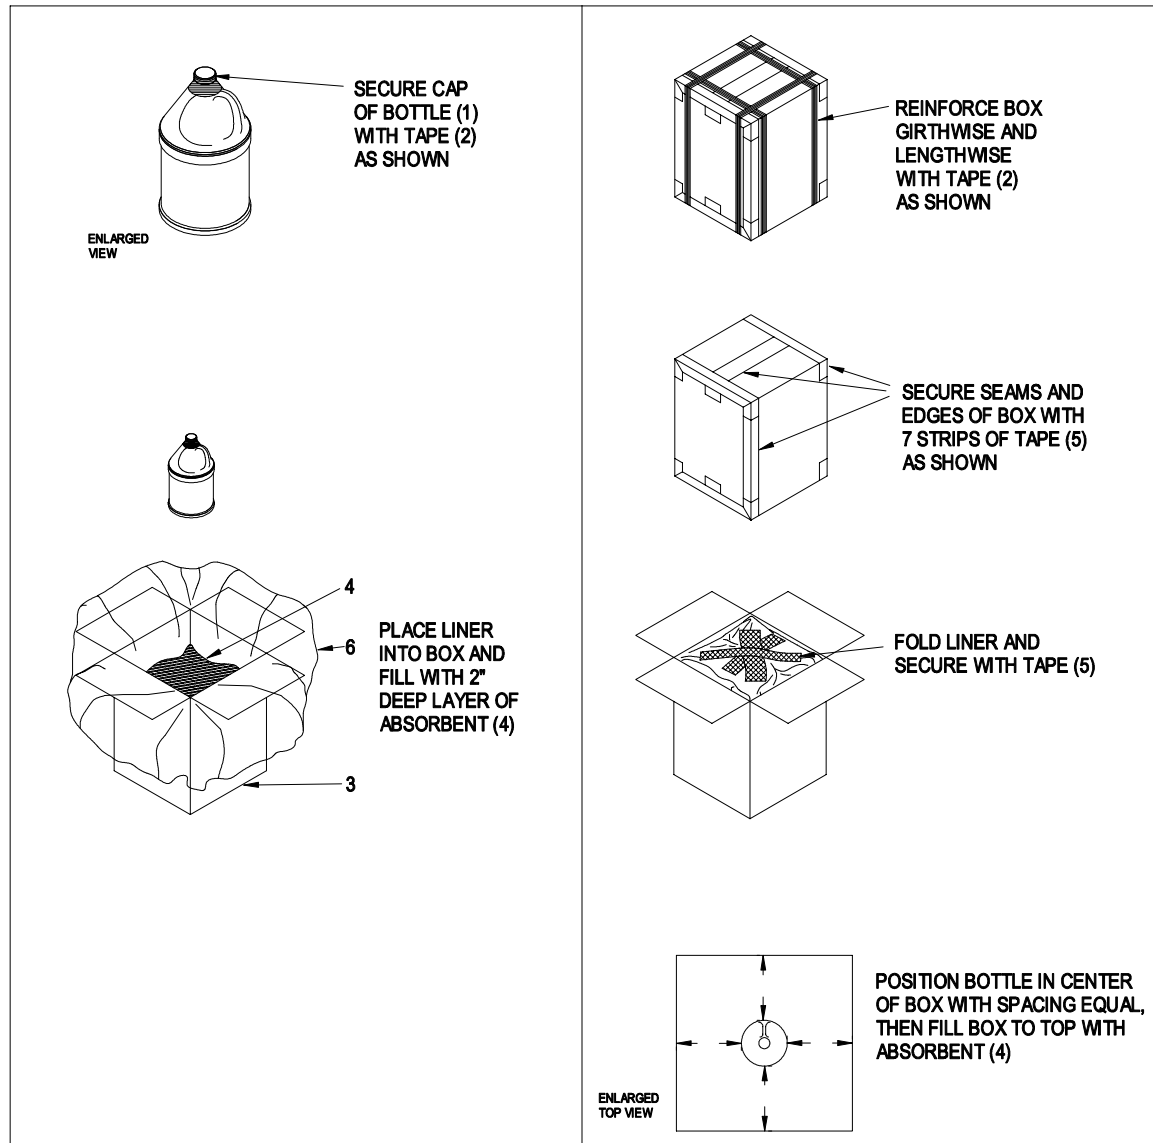 SECURE CAP
OF BOTTLE (1)
WITH TAPE (2)
AS SHOWN
ENLARGED
VIEW
4
6
PLACE LINER
INTO BOX AND
FILL WITH 2"
DEEP LAYER OF
ABSORBENT (4)
3
REINFORCE BOX
GIRTHWISE AND
LENGTHWISE
WITH TAPE (2)
AS SHOWN
SECURE SEAMS AND
EDGES OF BOX WITH
7 STRIPS OF TAPE (5)
AS SHOWN
FOLD LINER AND
SECURE WITH TAPE (5)
POSITION BOTTLE IN CENTER
OF BOX WITH SPACING EQUAL,
THEN FILL BOX TO TOP WITH
ABSORBENT (4)
ENLARGED
TOP VIEW